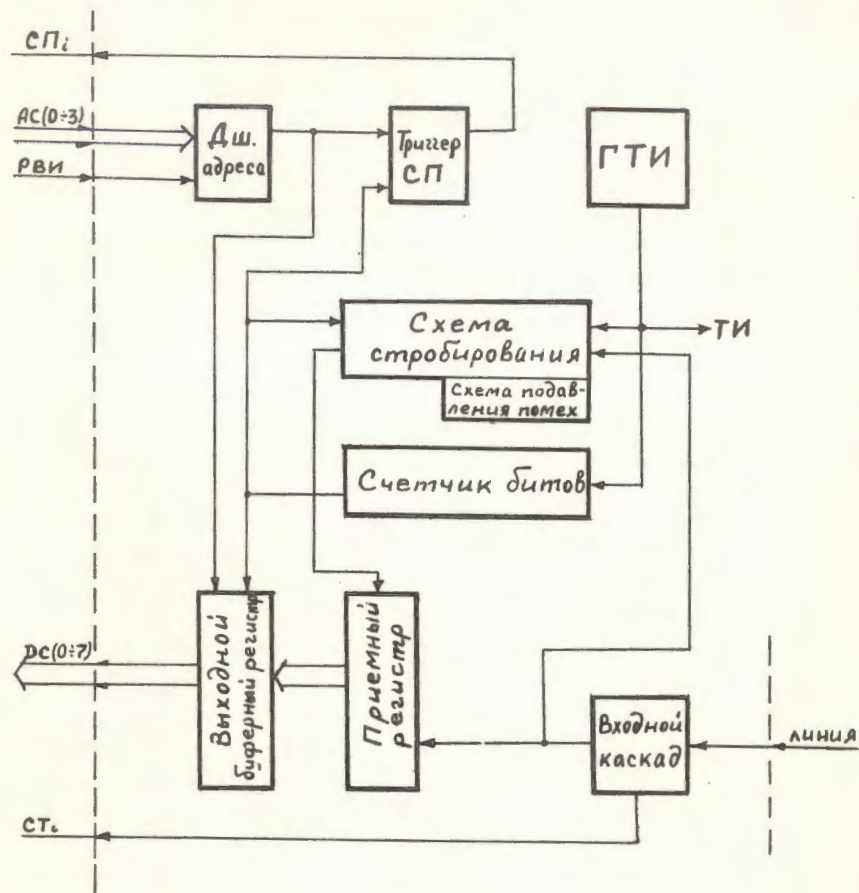 СПi
АС(0÷3)
РВИ
Дш.
адреса
Триггер
СП
ГТИ
Схема
стробирования
ТИ
Схема подав-
ления помех
Счетчик битов
Выходной
буферный регистр
Приемный
регистр
DC(0÷7)
Входной
каскад
линия
СТi